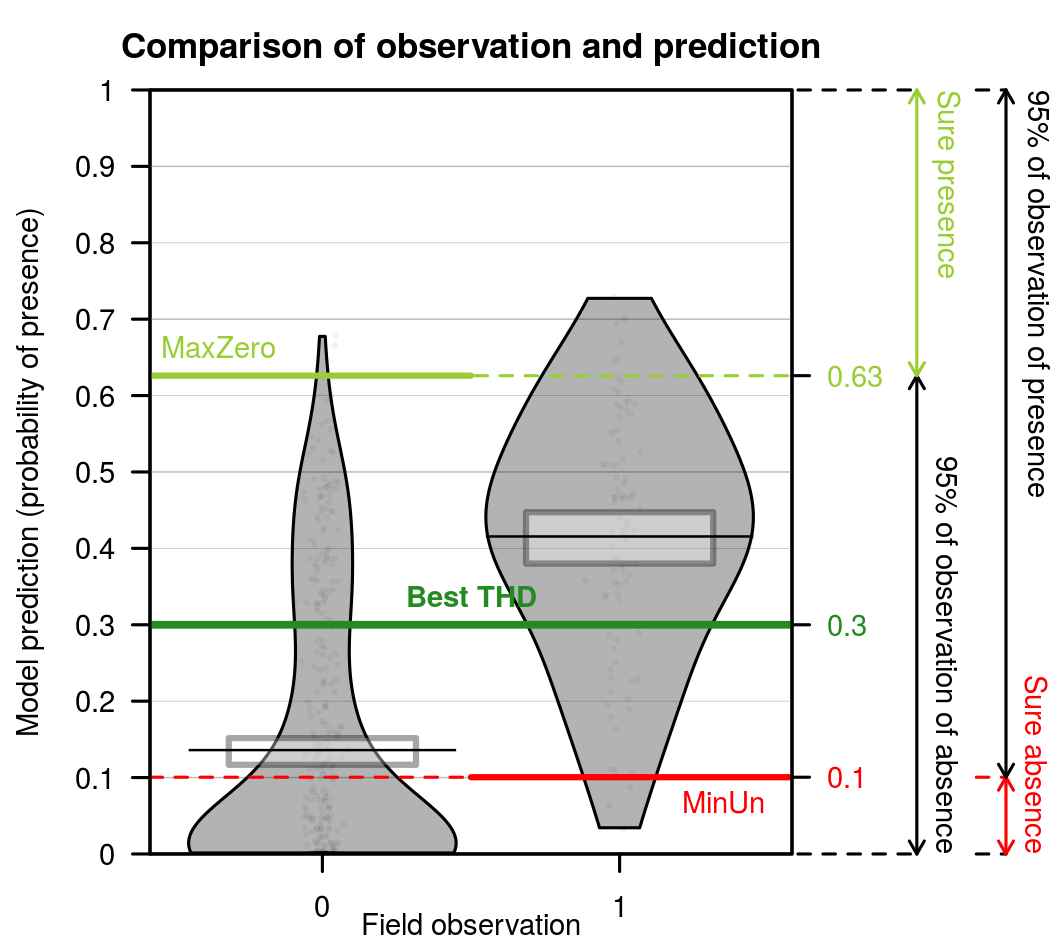 Comparison of observation and prediction
Model prediction (probability of presence)
1
0.9
0.8
0.7
0.6
0.5
0.4
0.3
0.2
0.1
0
MaxZero
Best THD
MinUn
0.63
0.3
0.1
Sure presence
95% of observation of absence
95% of observation of presence
Sure absence
0
1
Field observation